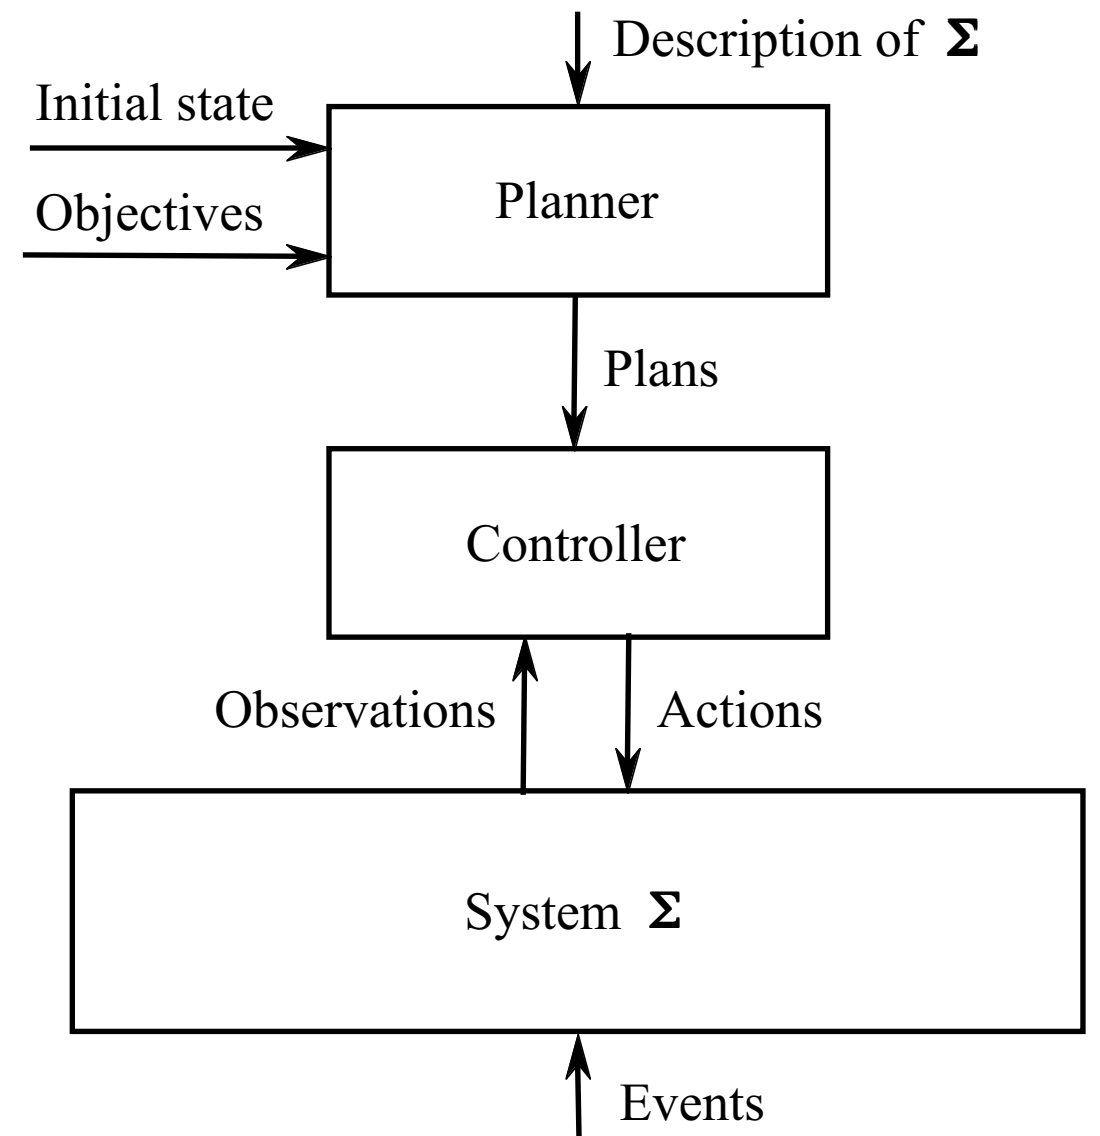 Description of Σ
Initial state
Objectives
Planner
Plans
Controller
Observations
Actions
System Σ
Events